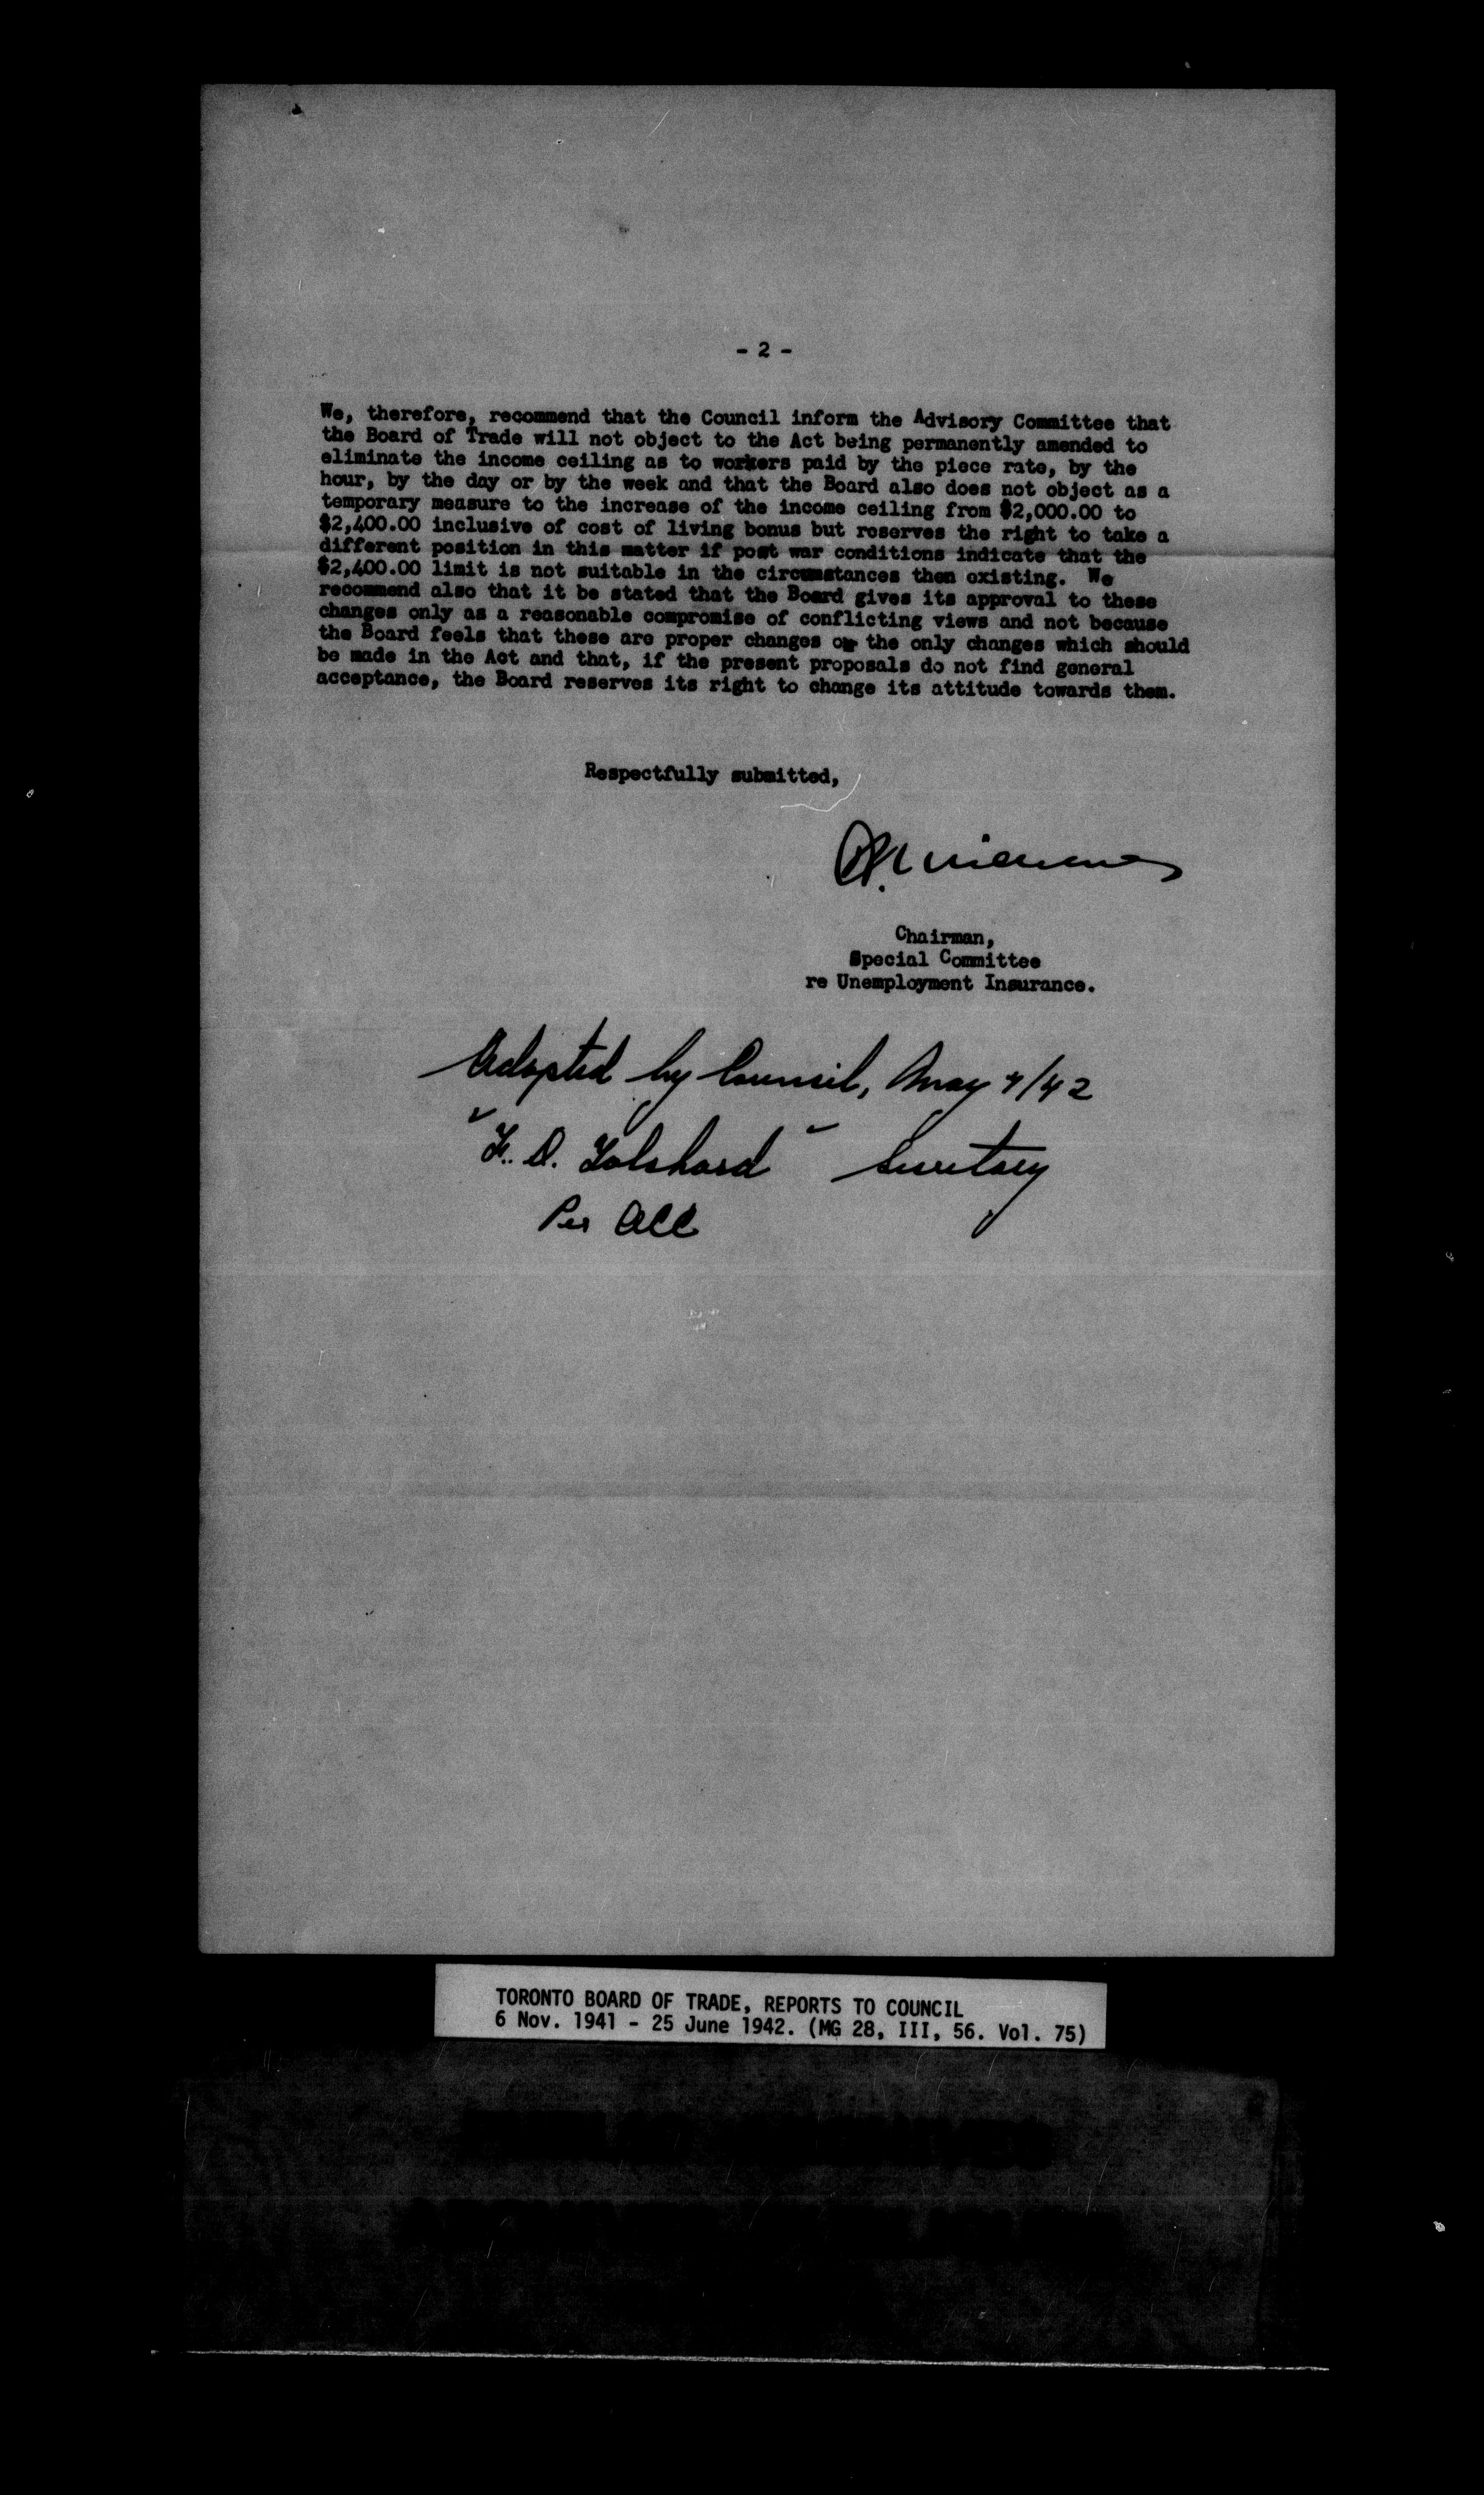 - 2 -
We, therefore, recommend that the Council inform the Advisory Committee that
the Board of Trade will not object to the Act being permanently amended to
eliminate the income ceiling as to workers paid by the piece rate, by the
hour, by the day or by the week and that the Board also does not object as a
temporary measure to the increase of the income ceiling from $2,000.00 to
$2,400.00 inclusive of cost of living bonus but reserves the right to take a
different position in this matter if post war conditions indicate that the
$2,400.00 limit is not suitable in the circumstances then existing. We
recommend also that it be stated that the Board gives its approval to these
changes only as a reasonable compromise of conflicting views and not because
the Board feels that these are proper changes or the only changes which should
be made in the Act and that, if the present proposals do not find general
acceptance, the Board reserves its right to change its attitude towards them.
Respectfully submitted,
Chairman,
Special Committee
re Unemployment Insurance.
Adopted by Council, May /42
"F. D. Tolchard" Secretary
Per
TORONTO BOARD OF TRADE, REPORTS TO COUNCIL
6 Nov. 1941 - 25 June 1942. (MG 28, III, 56. Vol. 75)